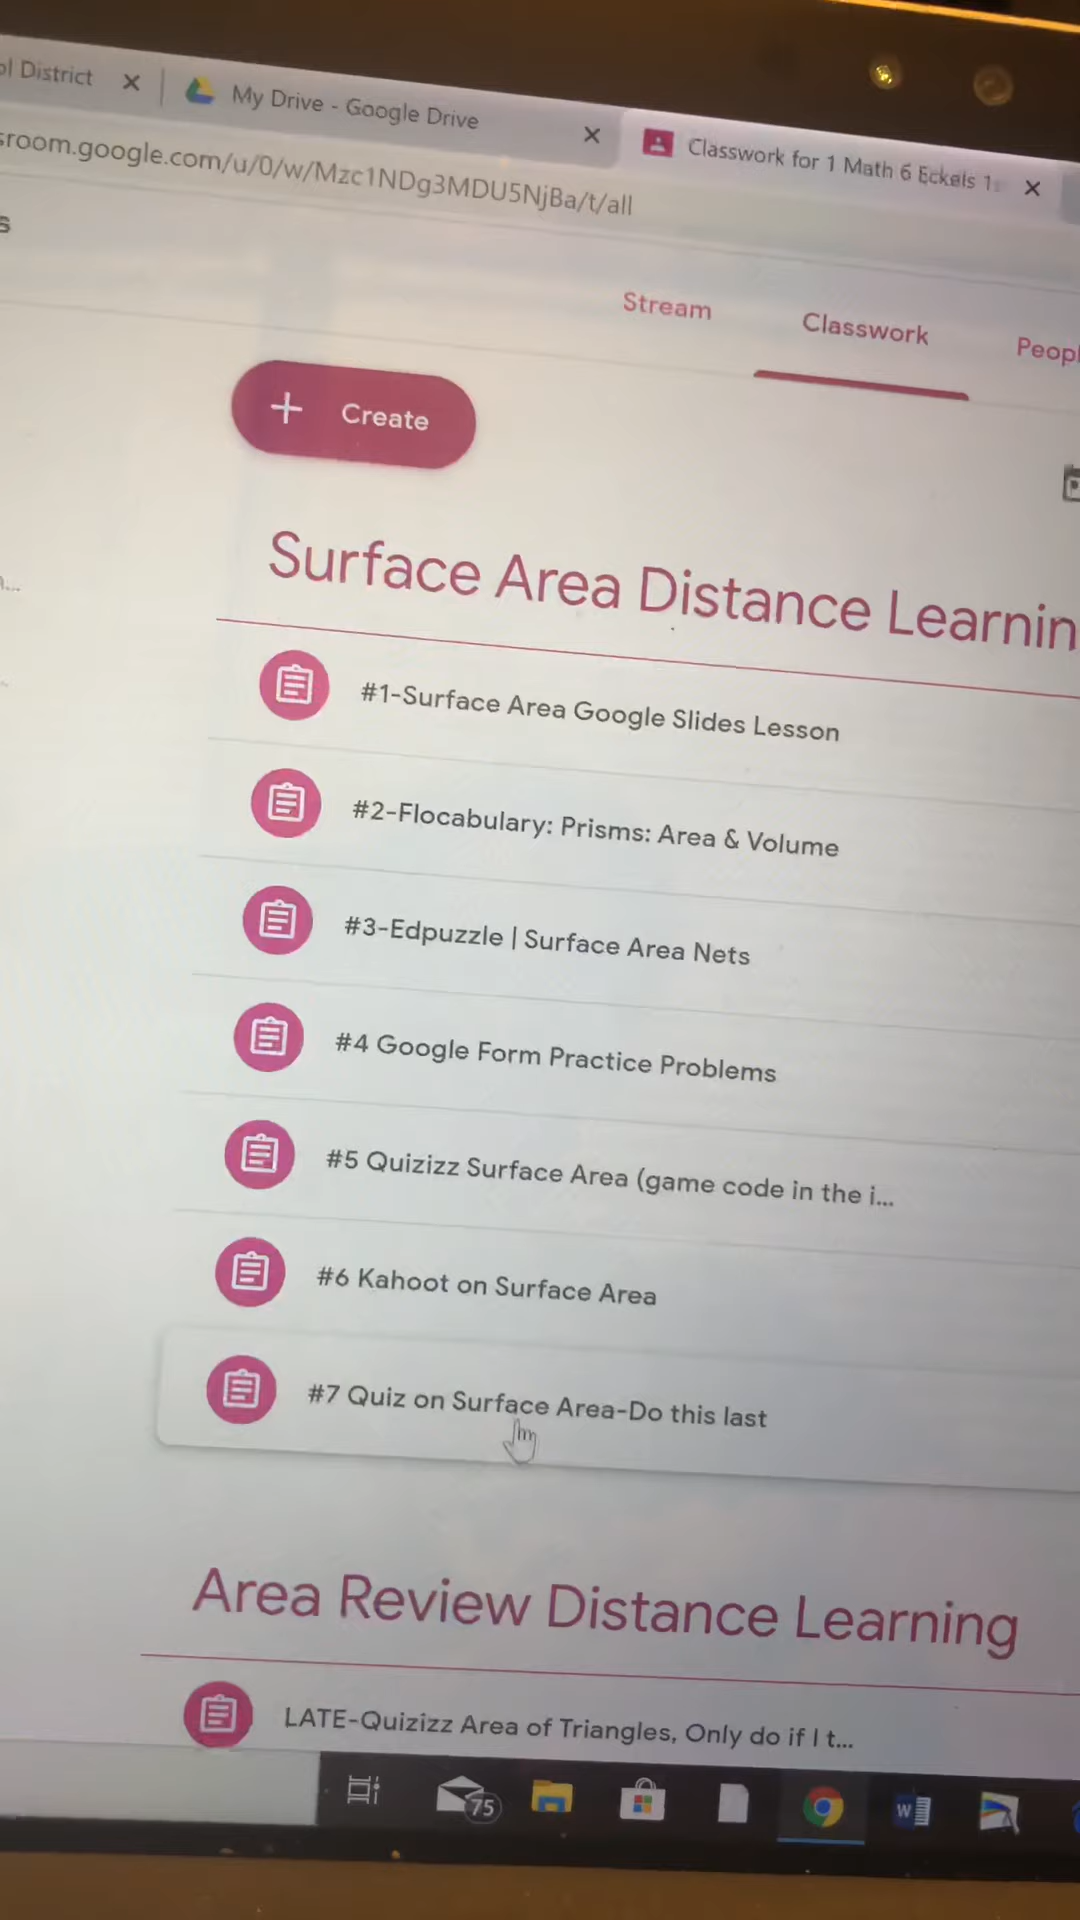 ol District
My Drive - Google Drive
Classwork for 1 Math 6 Eckels 1
sroom.google.com/u/0/w/Mzc1NDg3MDU5NjBa/t/all
s
Stream
Classwork
Peopl
Create
Surface Area Distance Learnin
#1-Surface Area Google Slides Lesson
#2-Flocabulary: Prisms: Area & Volume
#3-Edpuzzle | Surface Area Nets
#4 Google Form Practice Problems
#5 Quizizz Surface Area (game code in the i...
#6 Kahoot on Surface Area
#7 Quiz on Surface Area-Do this last
Area Review Distance Learning
LATE-Quizizz Area of Triangles, Only do if I t...
75
W